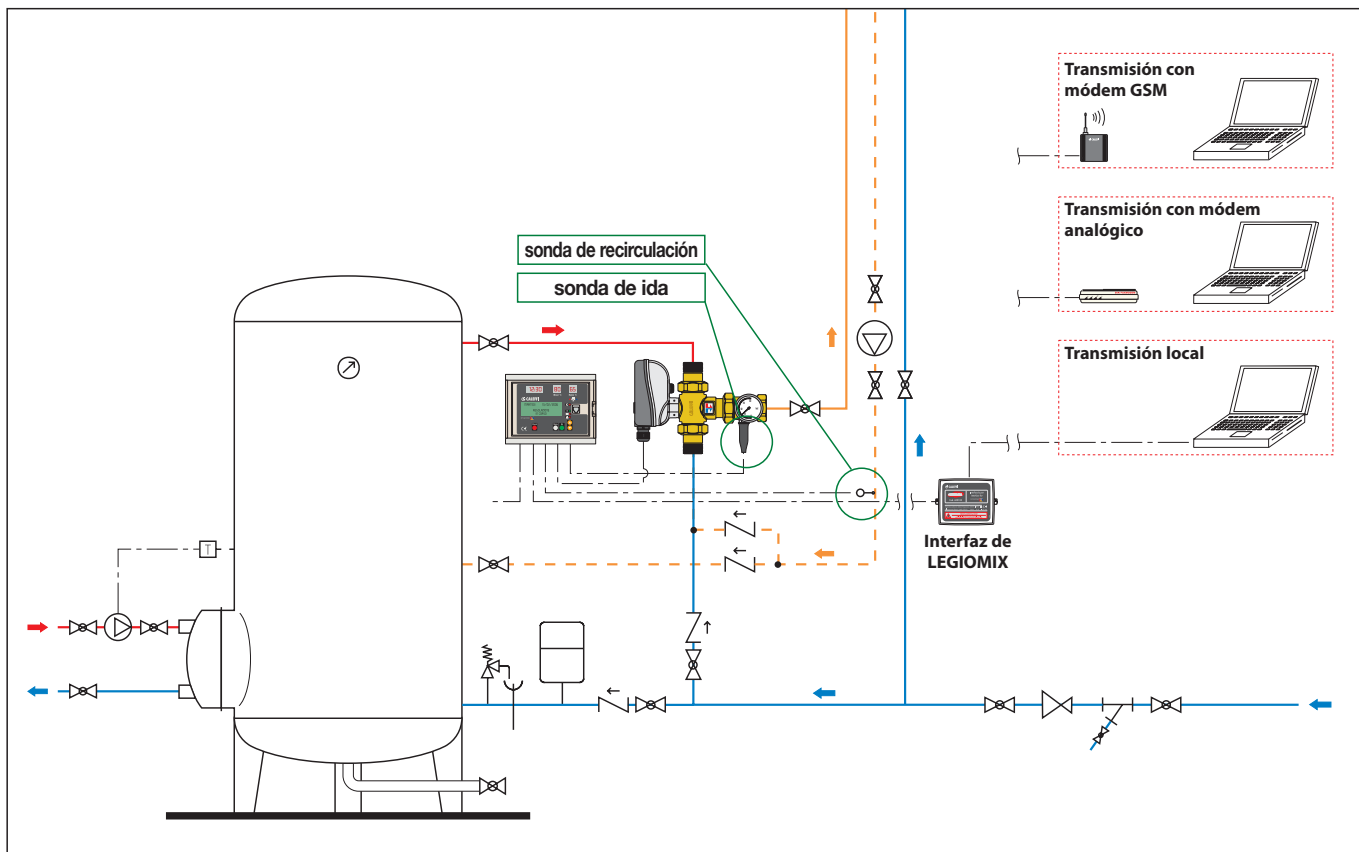 Transmisión con
módem GSM
Transmisión con módem
analógico
sonda de recirculación
sonda de ida
Transmisión local
CALEFFI
T
Interfaz de
LEGIOMIX